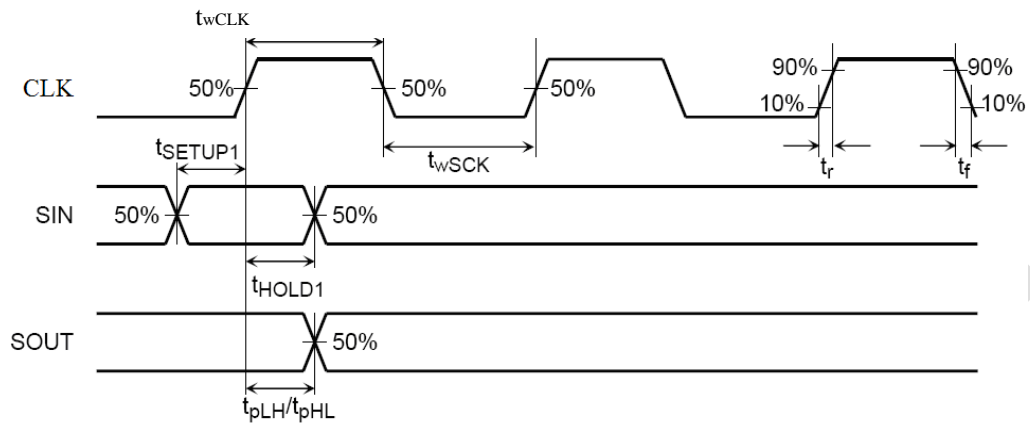 twCLK
CLK 50% 50% 50% 90% 90%
10% 10%
tSETUP1 twSCK tr tf
SIN 50% 50%
tHOLD1
SOUT 50%
tpLH/tpHL